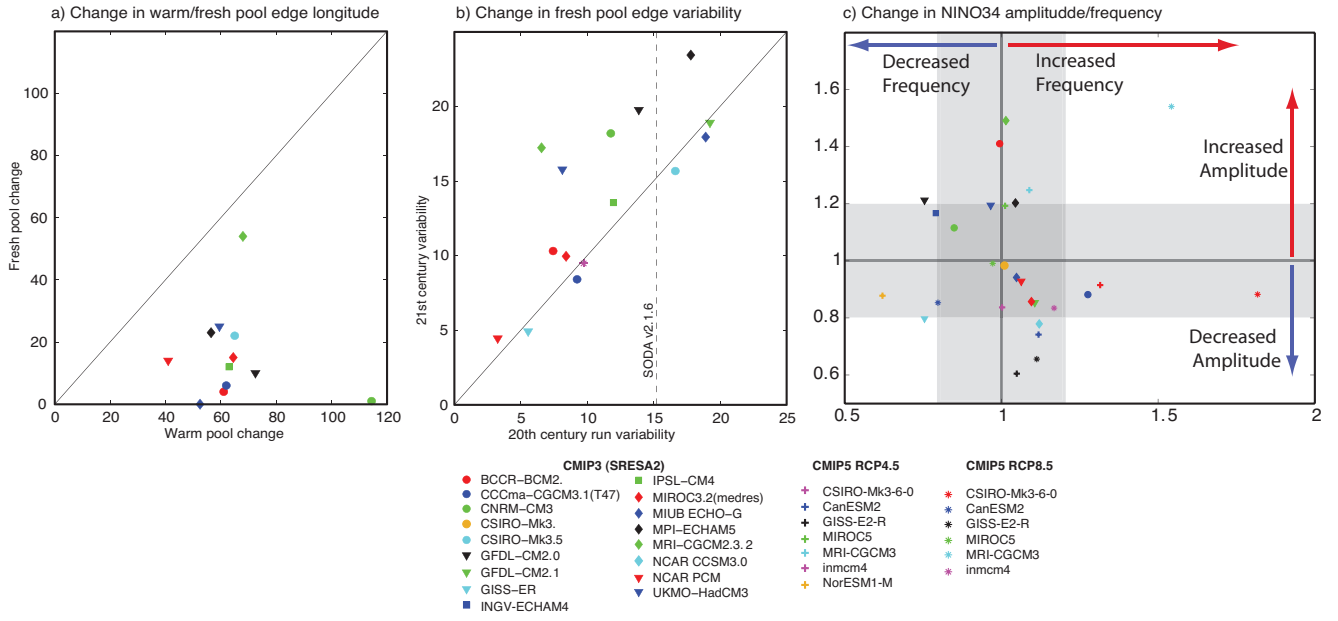 a) Change in warm/fresh pool edge longitude
b) Change in fresh pool edge variability
c) Change in NINO34 amplitudde/frequency
Fresh pool change
100
80
60
40
20
0
0
20
40
60
80
100
120
Warm pool change
21st century variability
20
15
10
5
0
0
5
10
15
20
25
20th century run variability
SODA v2.1.6
Decreased
Frequency
Increased
Frequency
Increased
Amplitude
Decreased
Amplitude
1.6
1.4
1.2
1
0.8
0.6
0.5
1
1.5
2
CMIP3 (SRESA2)
BCCR−BCM2.
CCCma−CGCM3.1(T47)
CNRM−CM3
CSIRO−Mk3.
CSIRO−Mk3.5
GFDL−CM2.0
GFDL−CM2.1
GISS−ER
INGV−ECHAM4
IPSL−CM4
MIROC3.2(medres)
MIUB ECHO−G
MPI−ECHAM5
MRI−CGCM2.3.2
NCAR CCSM3.0
NCAR PCM
UKMO−HadCM3
CMIP5 RCP4.5
CSIRO−Mk3−6−0
CanESM2
GISS−E2−R
MIROC5
MRI−CGCM3
inmcm4
NorESM1−M
CMIP5 RCP8.5
CSIRO−Mk3−6−0
CanESM2
GISS−E2−R
MIROC5
MRI−CGCM3
inmcm4